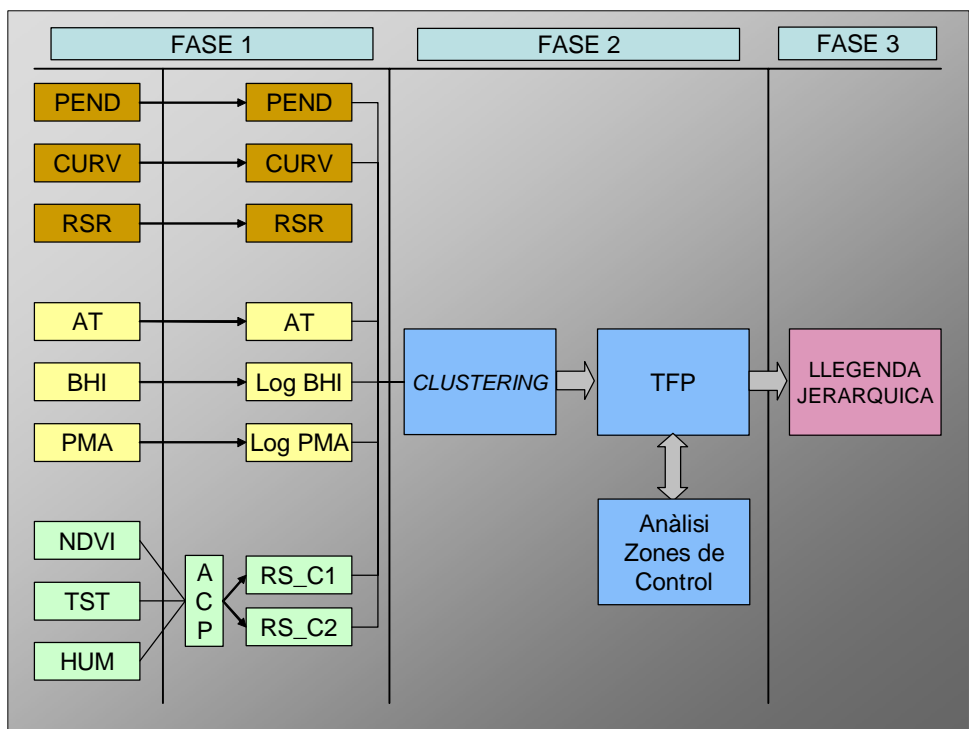 FASE 1
FASE 2
FASE 3
PEND
PEND
CURV
CURV
RSR
RSR
AT
AT
BHI
Log BHI
PMA
Log PMA
NDVI
TST
HUM
A
C
P
RS_C1
RS_C2
CLUSTERING
TFP
Anàlisi
Zones de
Control
LLEGENDA
JERARQUICA